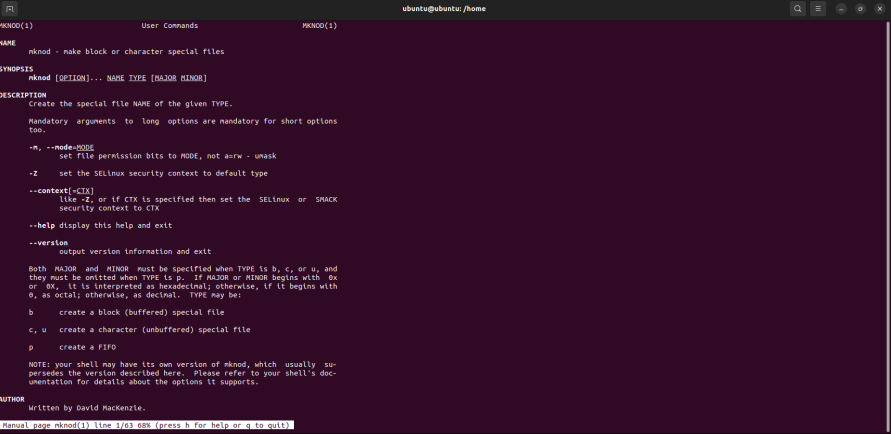 ubuntu@ubuntu: /home
MKNOD(1) User Commands MKNOD(1)
NAME
mknod - make block or character special files
SYNOPSIS
mknod [OPTION]... NAME TYPE [MAJOR MINOR]
DESCRIPTION
Create the special file NAME of the given TYPE.
Mandatory arguments to long options are mandatory for short options
too.
-m, --mode=MODE
set file permission bits to MODE, not a=rw - umask
-Z set the SELinux security context to default type
--context[=CTX]
like -Z, or if CTX is specified then set the SELinux or SMACK
security context to CTX
--help display this help and exit
--version
output version information and exit
Both MAJOR and MINOR must be specified when TYPE is b, c, or u, and
they must be omitted when TYPE is p. If MAJOR or MINOR begins with 0x
or 0X, it is interpreted as hexadecimal; otherwise, if it begins with
0, as octal; otherwise, as decimal. TYPE may be:
b create a block (buffered) special file
c, u create a character (unbuffered) special file
p create a FIFO
NOTE: your shell may have its own version of mknod, which usually su-
persedes the version described here. Please refer to your shell's doc-
umentation for details about the options it supports.
AUTHOR
Written by David MacKenzie.
Manual page mknod(1) line 1/63 68% (press h for help or q to quit)